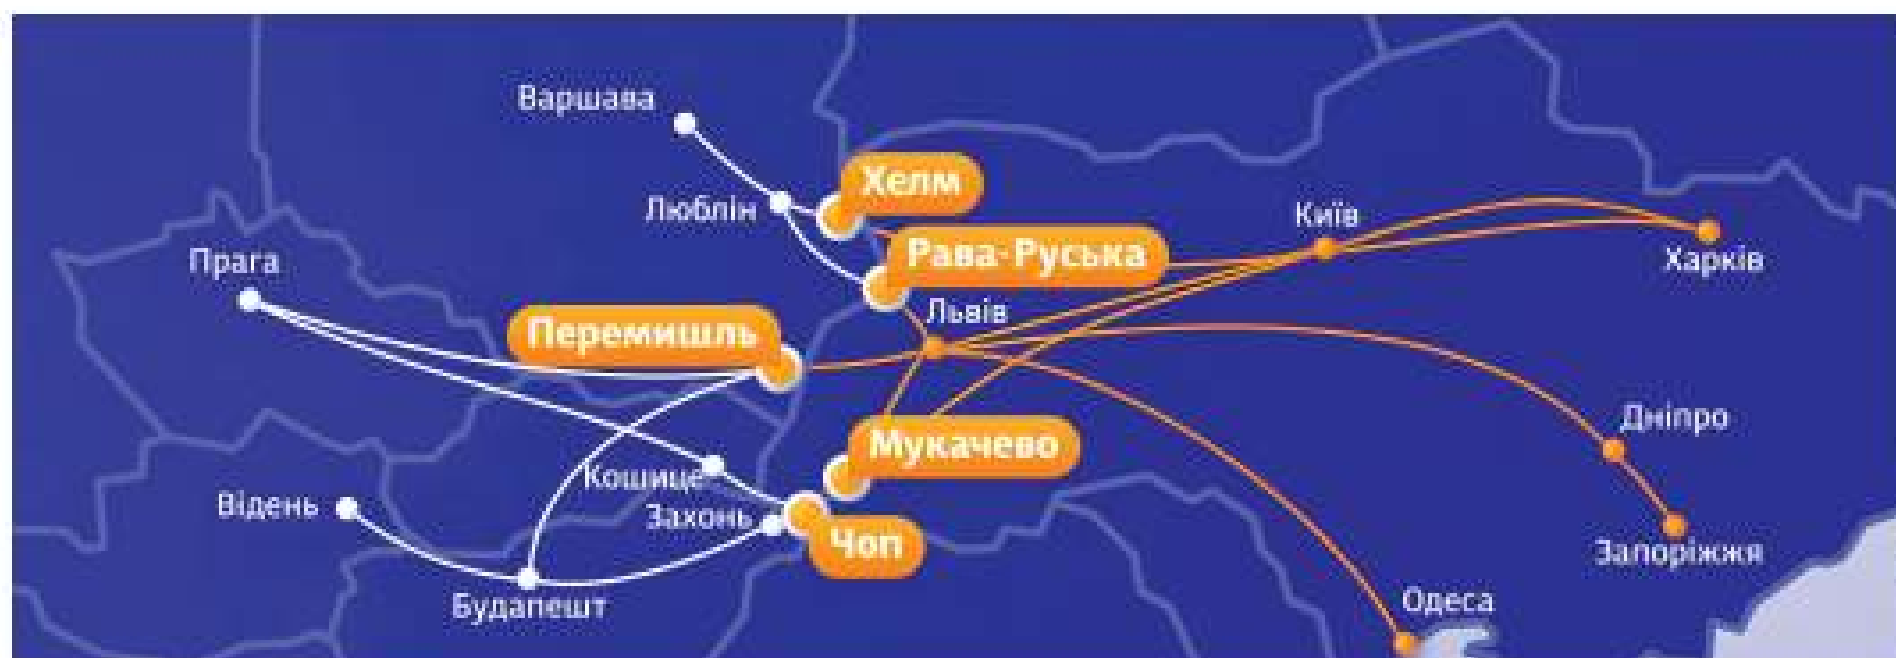 Варшава
Хелм
Люблін
Київ
Рава-Руська
Харків
Прага
Львів
Перемишль
Дніпро
Мукачево
Кошице
Відень
Захонь
Чоп
Запоріжжя
Будапешт
Одеса